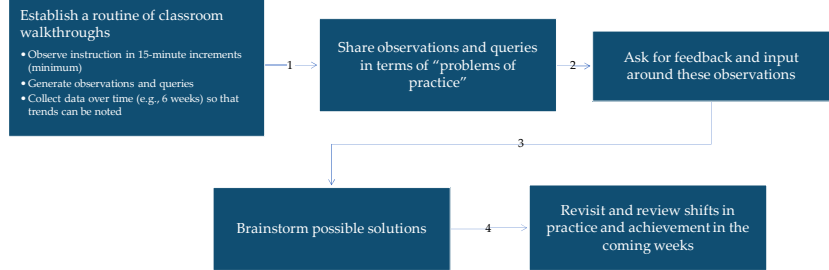 Establish a routine of classroom
walkthroughs
• Observe instruction in 15-minute increments
(minimum)
• Generate observations and queries
• Collect data over time (e.g., 6 weeks) so that
trends can be noted
1
Share observations and queries
in terms of “problems of
practice”
2
Ask for feedback and input
around these observations
3
Brainstorm possible solutions
4
Revisit and review shifts in
practice and achievement in the
coming weeks